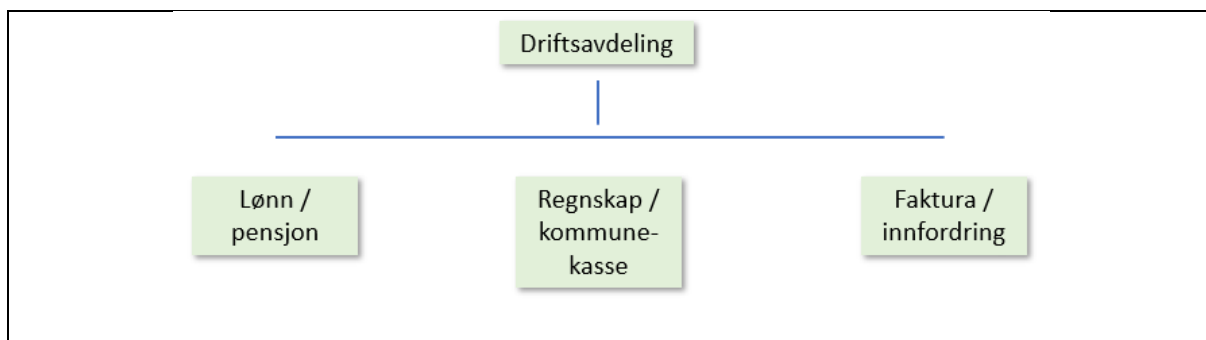 Driftsavdeling
Lønn /
pensjon
Regnskap /
kommune-
kasse
Faktura /
innfordring